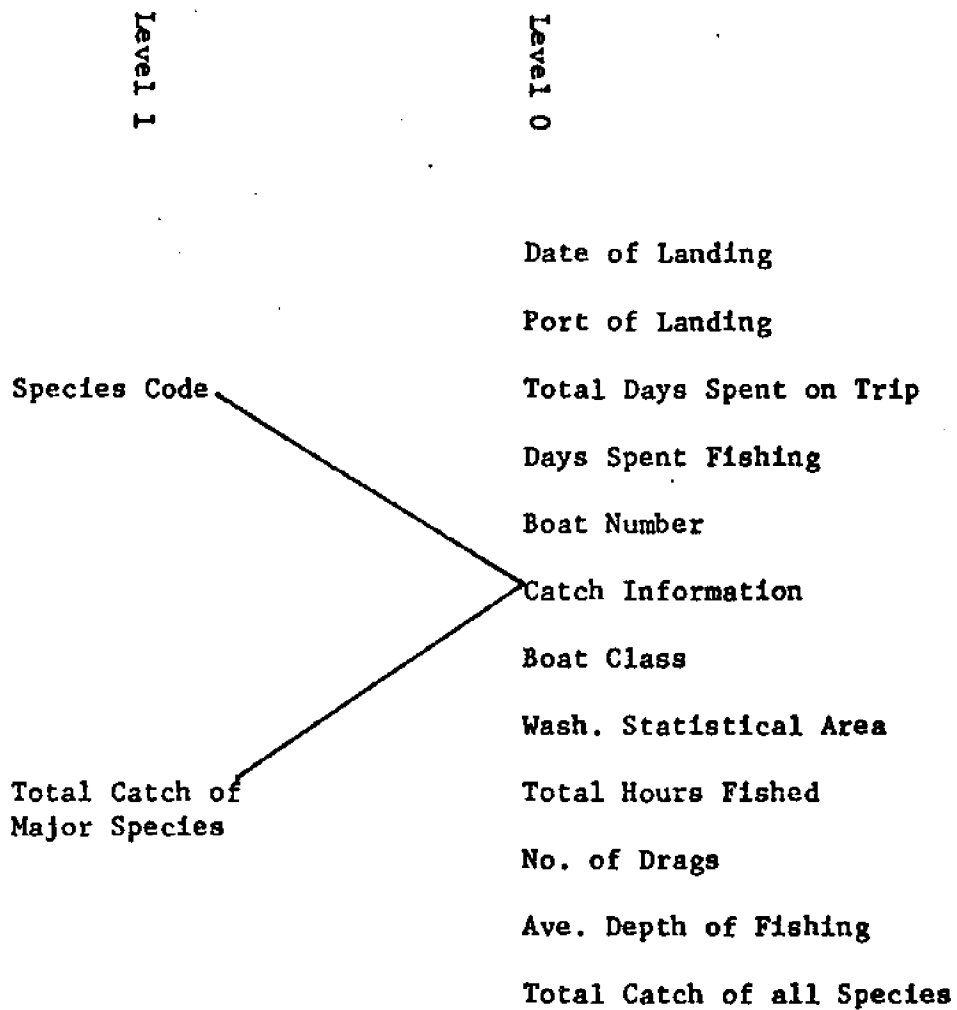 Level 1
Level 0
Date of Landing
Port of Landing
Species Code
Total Days Spent on Trip
Days Spent Fishing
Boat Number
Catch Information
Boat Class
Wash. Statistical Area
Total Catch of
Major Species
Total Hours Fished
No. of Drags
Ave. Depth of Fishing
Total Catch of all Species